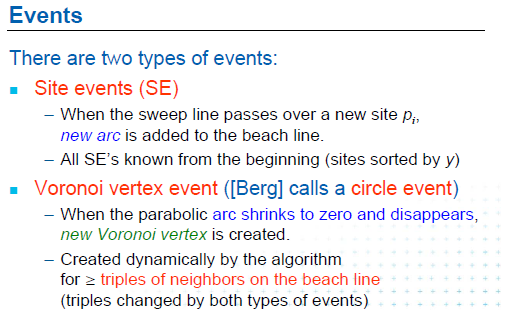 Events
There are two types of events:
Site events (SE)
– When the sweep line passes over a new site pi,
new arc is added to the beach line.
– All SE's known from the beginning (sites sorted by y)
Voronoi vertex event ([Berg] calls a circle event)
– When the parabolic arc shrinks to zero and disappears,
new Voronoi vertex is created.
– Created dynamically by the algorithm
for ≥ triples of neighbors on the beach line
(triples changed by both types of events)